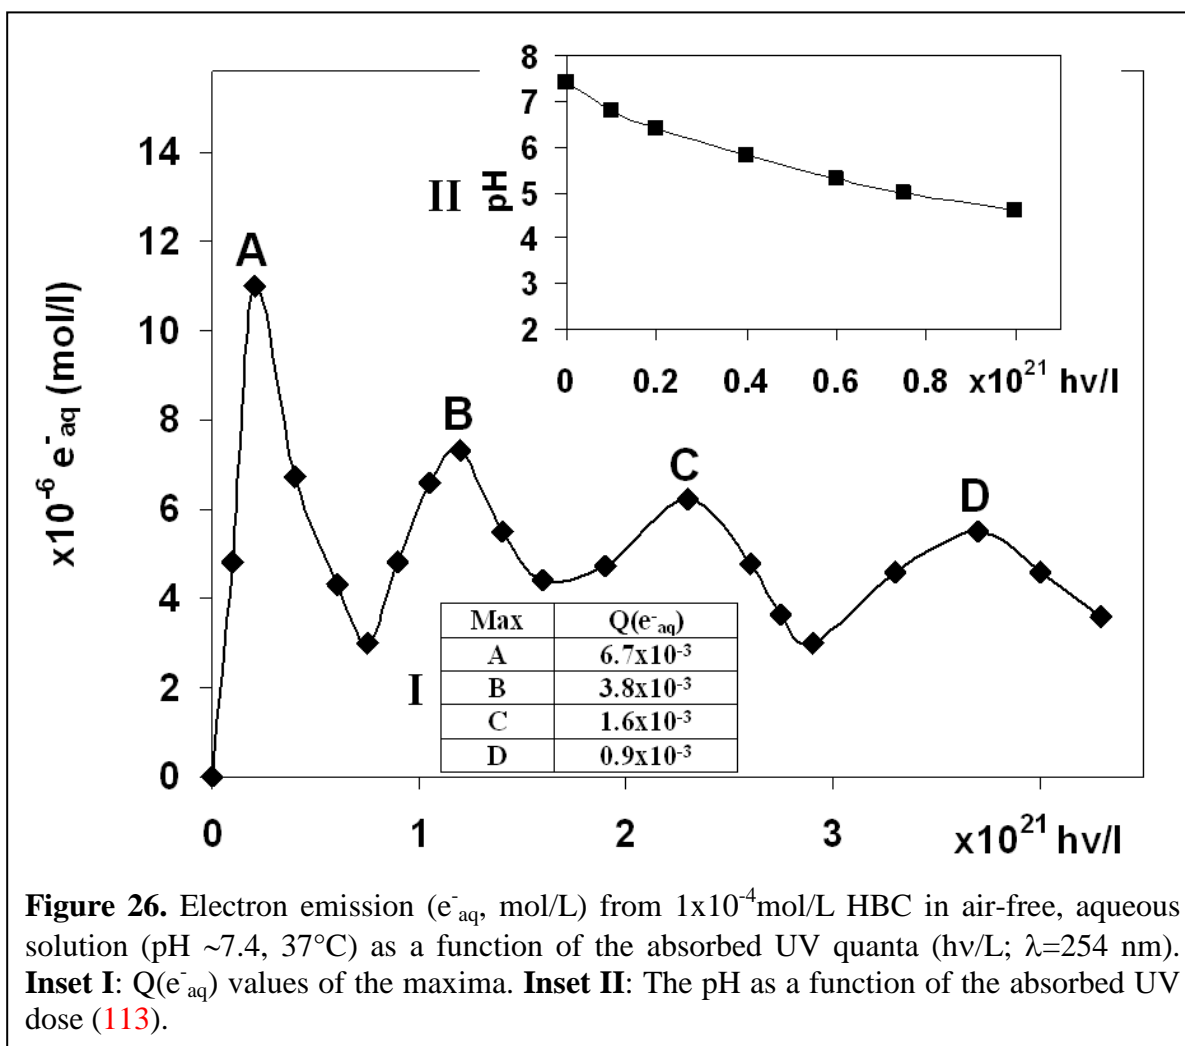 8
7
6
5
4
3
2
pH
II
0 0.2 0.4 0.6 0.8 x10²¹ hν/l
14
12
10
8
6
4
2
0
x10⁻⁶ e⁻aq (mol/l)
A
B
C
D
I
Max Q(e⁻aq)
A 6.7x10⁻³
B 3.8x10⁻³
C 1.6x10⁻³
D 0.9x10⁻³
0 1 2 3 x10²¹ hν/l
Figure 26. Electron emission (e⁻aq, mol/L) from 1x10⁻⁴mol/L HBC in air-free, aqueous
solution (pH ~7.4, 37°C) as a function of the absorbed UV quanta (hν/L; λ=254 nm).
Inset I: Q(e⁻aq) values of the maxima. Inset II: The pH as a function of the absorbed UV
dose (113).